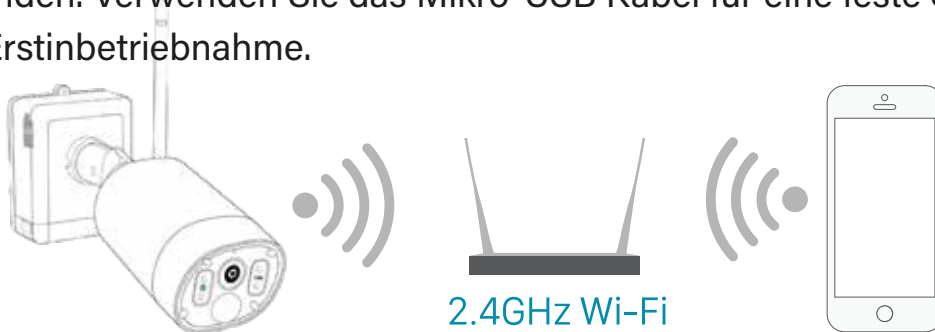 Verwenden Sie das Mikro-USB Kabel für eine feste
Erstinbetriebnahme.
2.4GHz Wi-Fi